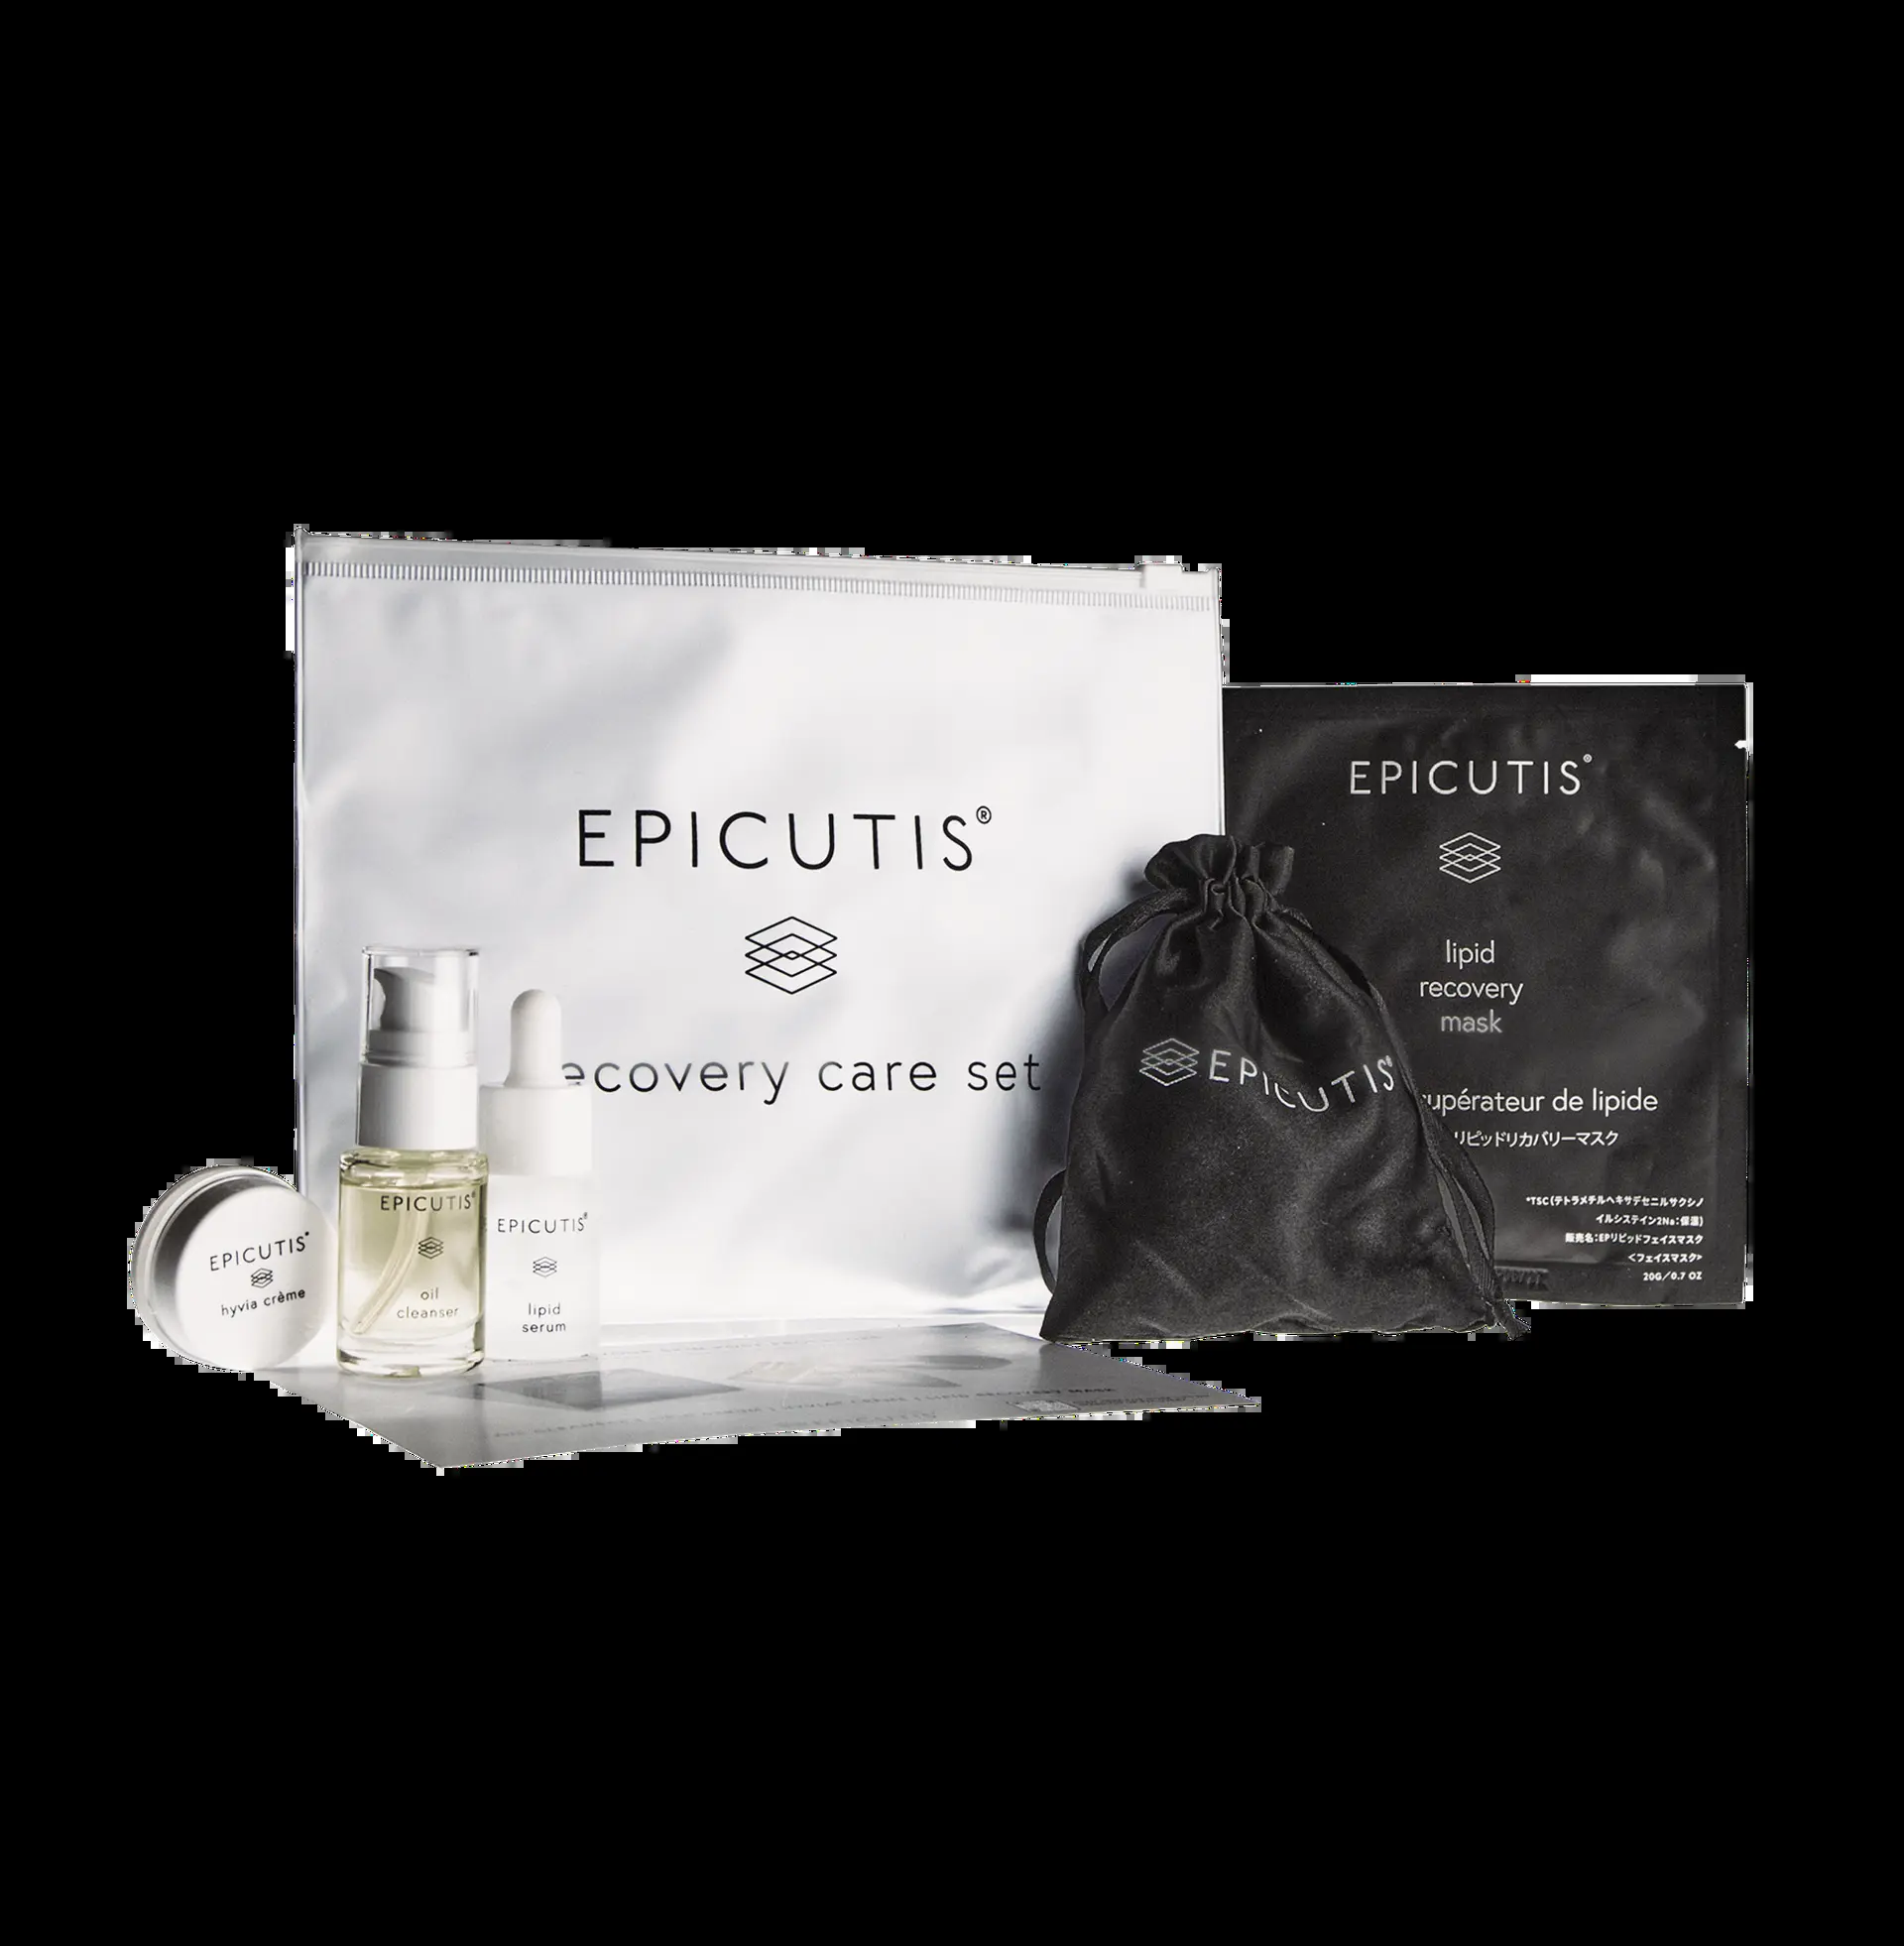 EPICUTIS®
ecovery care set
EPICUTIS
hyvia crème
EPICUTIS
oil
cleanser
EPICUTIS
lipid
serum
EPICUTIS
EPICUTIS®
lipid
recovery
mask
upérateur de lipide
リピッドリカバリーマスク
*TSC(テトラメチルヘキサデセニルサクシノ
イルシステイン2Na:保湿)
販売名:EPリピッドフェイスマスク
<フェイスマスク>
20G/0.7 OZ